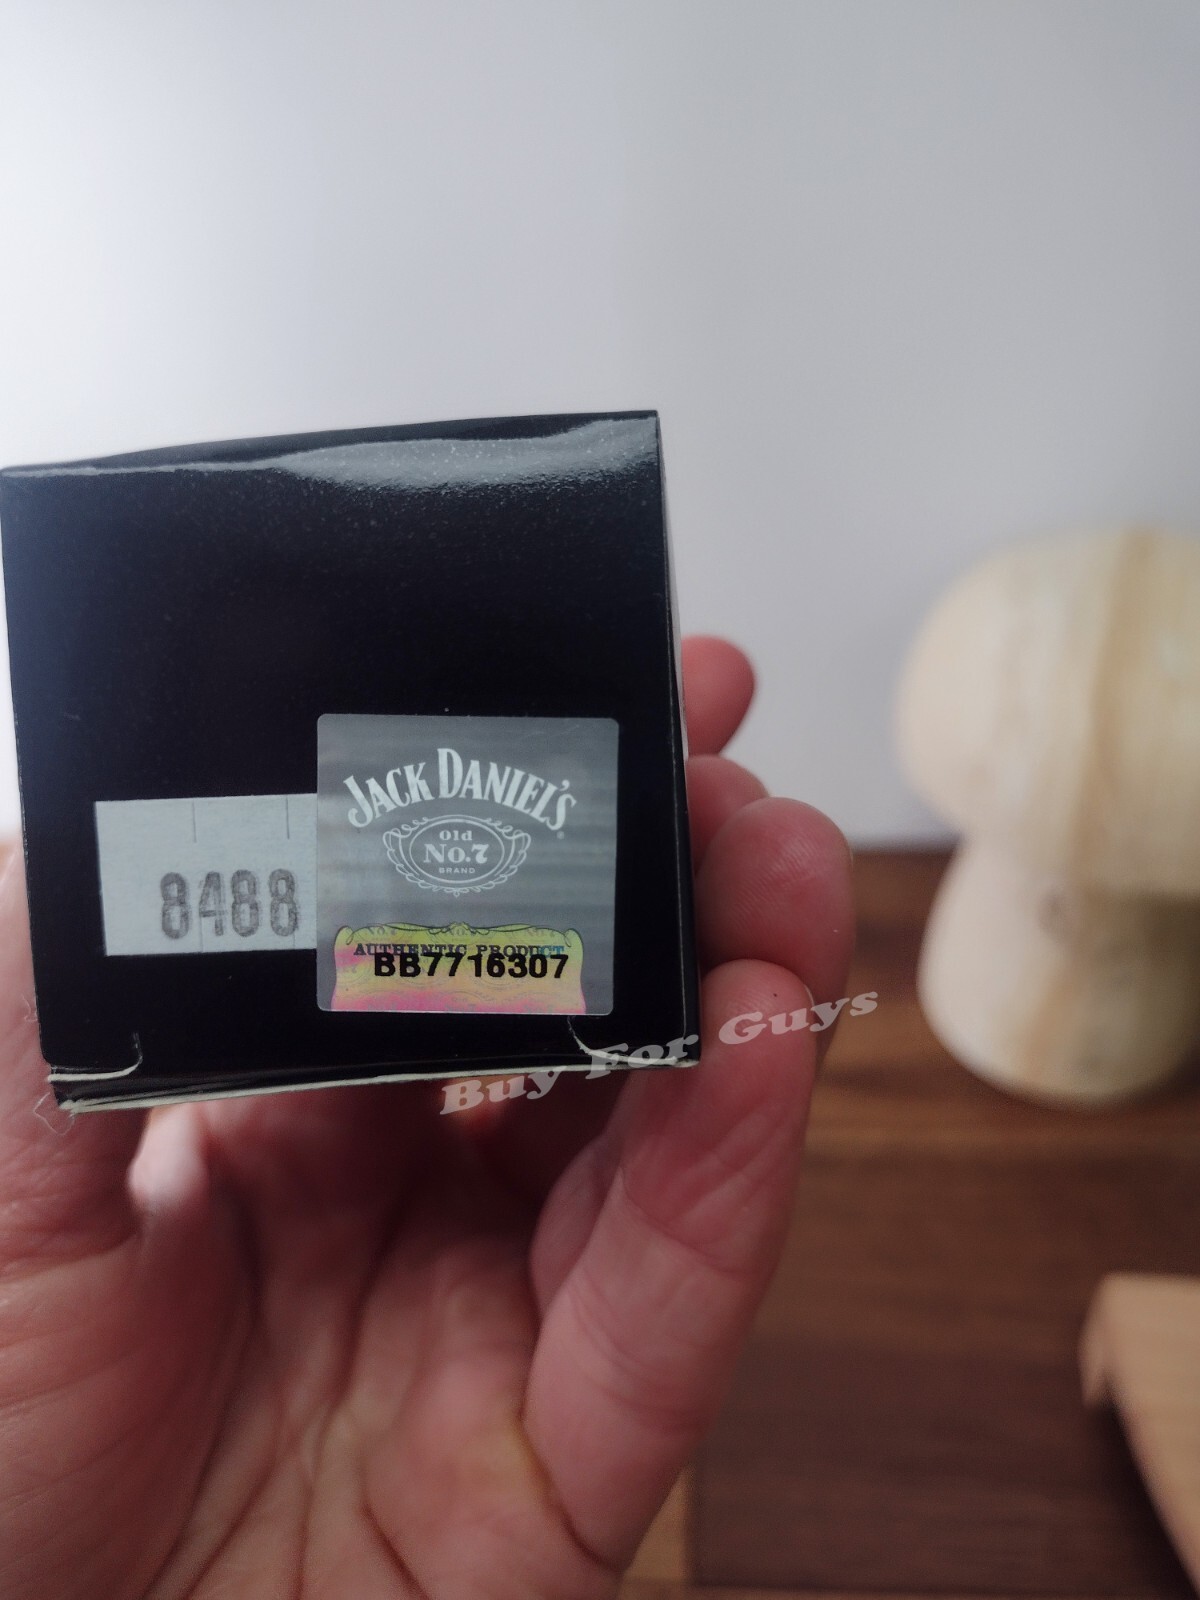 JACK DANIEL'S
Old
No.7
BRAND
8488
AUTHENTIC PRODUCT
BB7716307
Buy For Guys